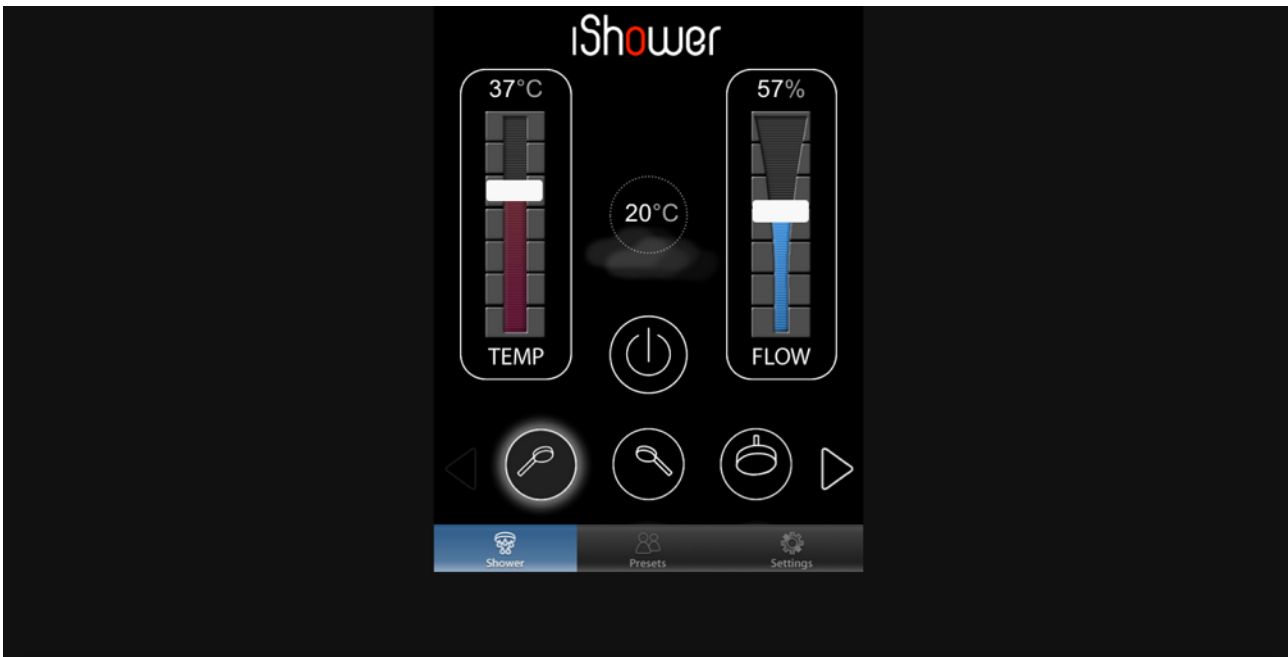 iShower
37°C
57%
20°C
TEMP
FLOW
Shower
Presets
Settings